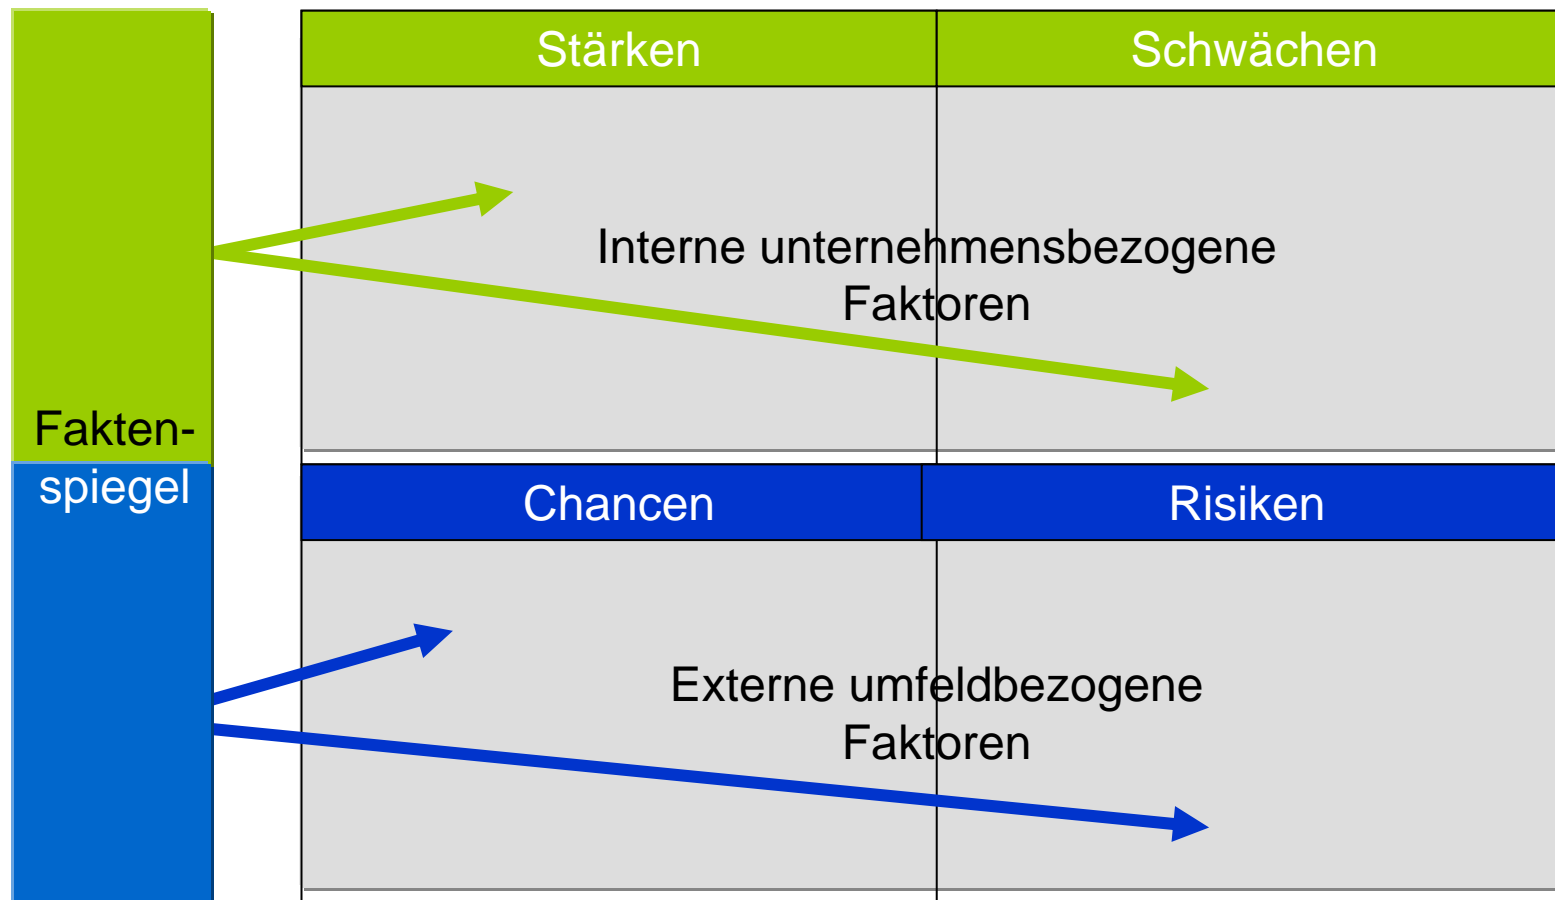 Stärken
Schwächen
Interne unternehmensbezogene
Faktoren
Fakten-
spiegel
Chancen
Risiken
Externe umfeldbezogene
Faktoren